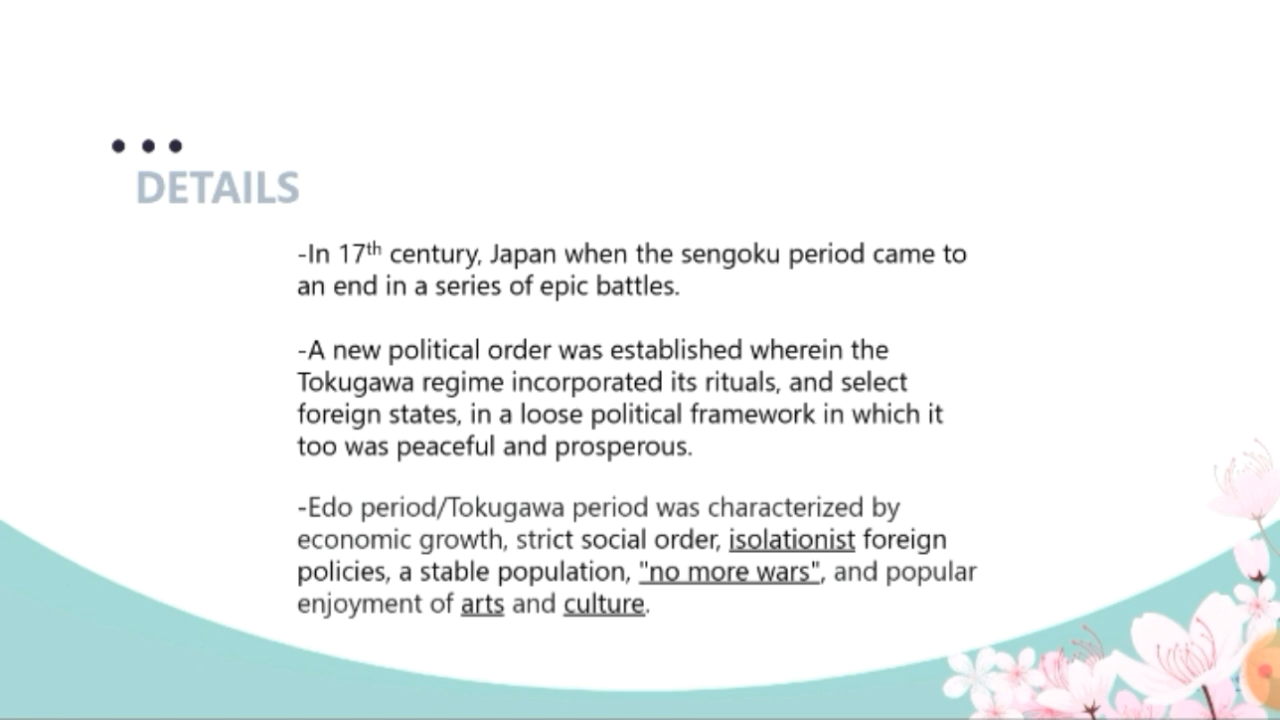 DETAILS
-In 17th century, Japan when the sengoku period came to
an end in a series of epic battles.
-A new political order was established wherein the
Tokugawa regime incorporated its rituals, and select
foreign states, in a loose political framework in which it
too was peaceful and prosperous.
-Edo period/Tokugawa period was characterized by
economic growth, strict social order, isolationist foreign
policies, a stable population, "no more wars", and popular
enjoyment of arts and culture.